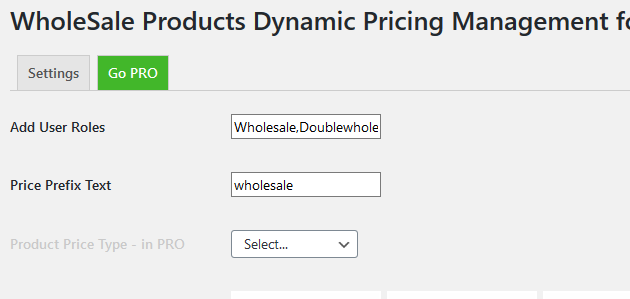 WholeSale Products Dynamic Pricing Management
Settings
Go PRO
Add User Roles
Wholesale,Doublewhole
Price Prefix Text
wholesale
Product Price Type - in PRO
Select...